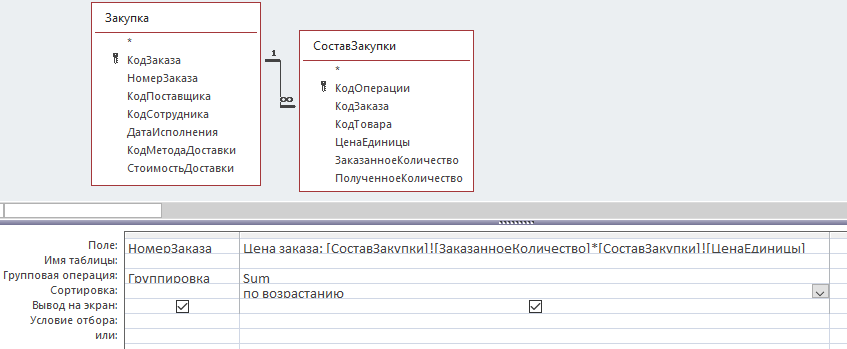 Закупка
*
КодЗаказа
НомерЗаказа
КодПоставщика
КодСотрудника
ДатаИсполнения
КодМетодаДоставки
СтоимостьДоставки
1
∞
СоставЗакупки
*
КодОперации
КодЗаказа
КодТовара
ЦенаЕдиницы
ЗаказанноеКоличество
ПолученноеКоличество
Поле: НомерЗаказа Цена заказа: [СоставЗакупки]![ЗаказанноеКоличество]*[СоставЗакупки]![ЦенаЕдиницы]
Имя таблицы:
Групповая операция: Группировка Sum
Сортировка: по возрастанию
Вывод на экран:
Условие отбора:
или: